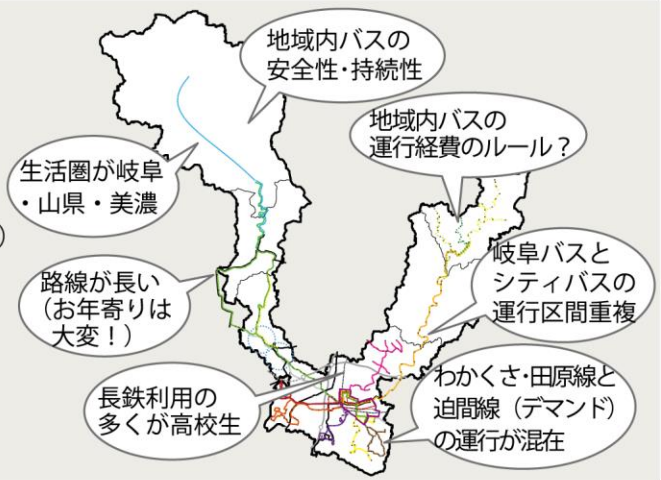 地域内バスの
安全性・持続性
地域内バスの
運行経費のルール？
生活圏が岐阜
・山県・美濃
)
路線が長い
（お年寄りは
大変！）
岐阜バスと
シティバスの
運行区間重複
長鉄利用の
多くが高校生
わかくさ・田原線と
迫間線（デマンド）
の運行が混在